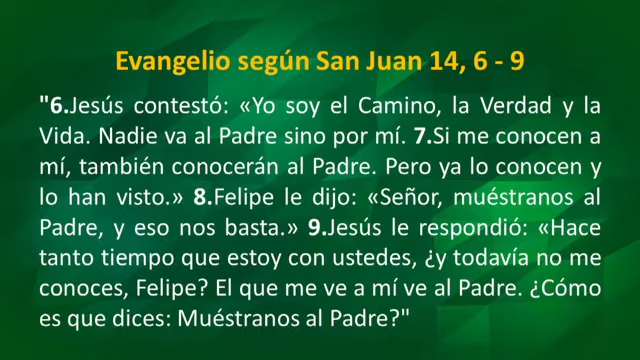 Evangelio según San Juan 14, 6 - 9
"6.Jesús contestó: «Yo soy el Camino, la Verdad y la
Vida. Nadie va al Padre sino por mí. 7.Si me conocen a
mí, también conocerán al Padre. Pero ya lo conocen y
lo han visto.» 8.Felipe le dijo: «Señor, muéstranos al
Padre, y eso nos basta.» 9.Jesús le respondió: «Hace
tanto tiempo que estoy con ustedes, ¿y todavía no me
conoces, Felipe? El que me ve a mí ve al Padre. ¿Cómo
es que dices: Muéstranos al Padre?"